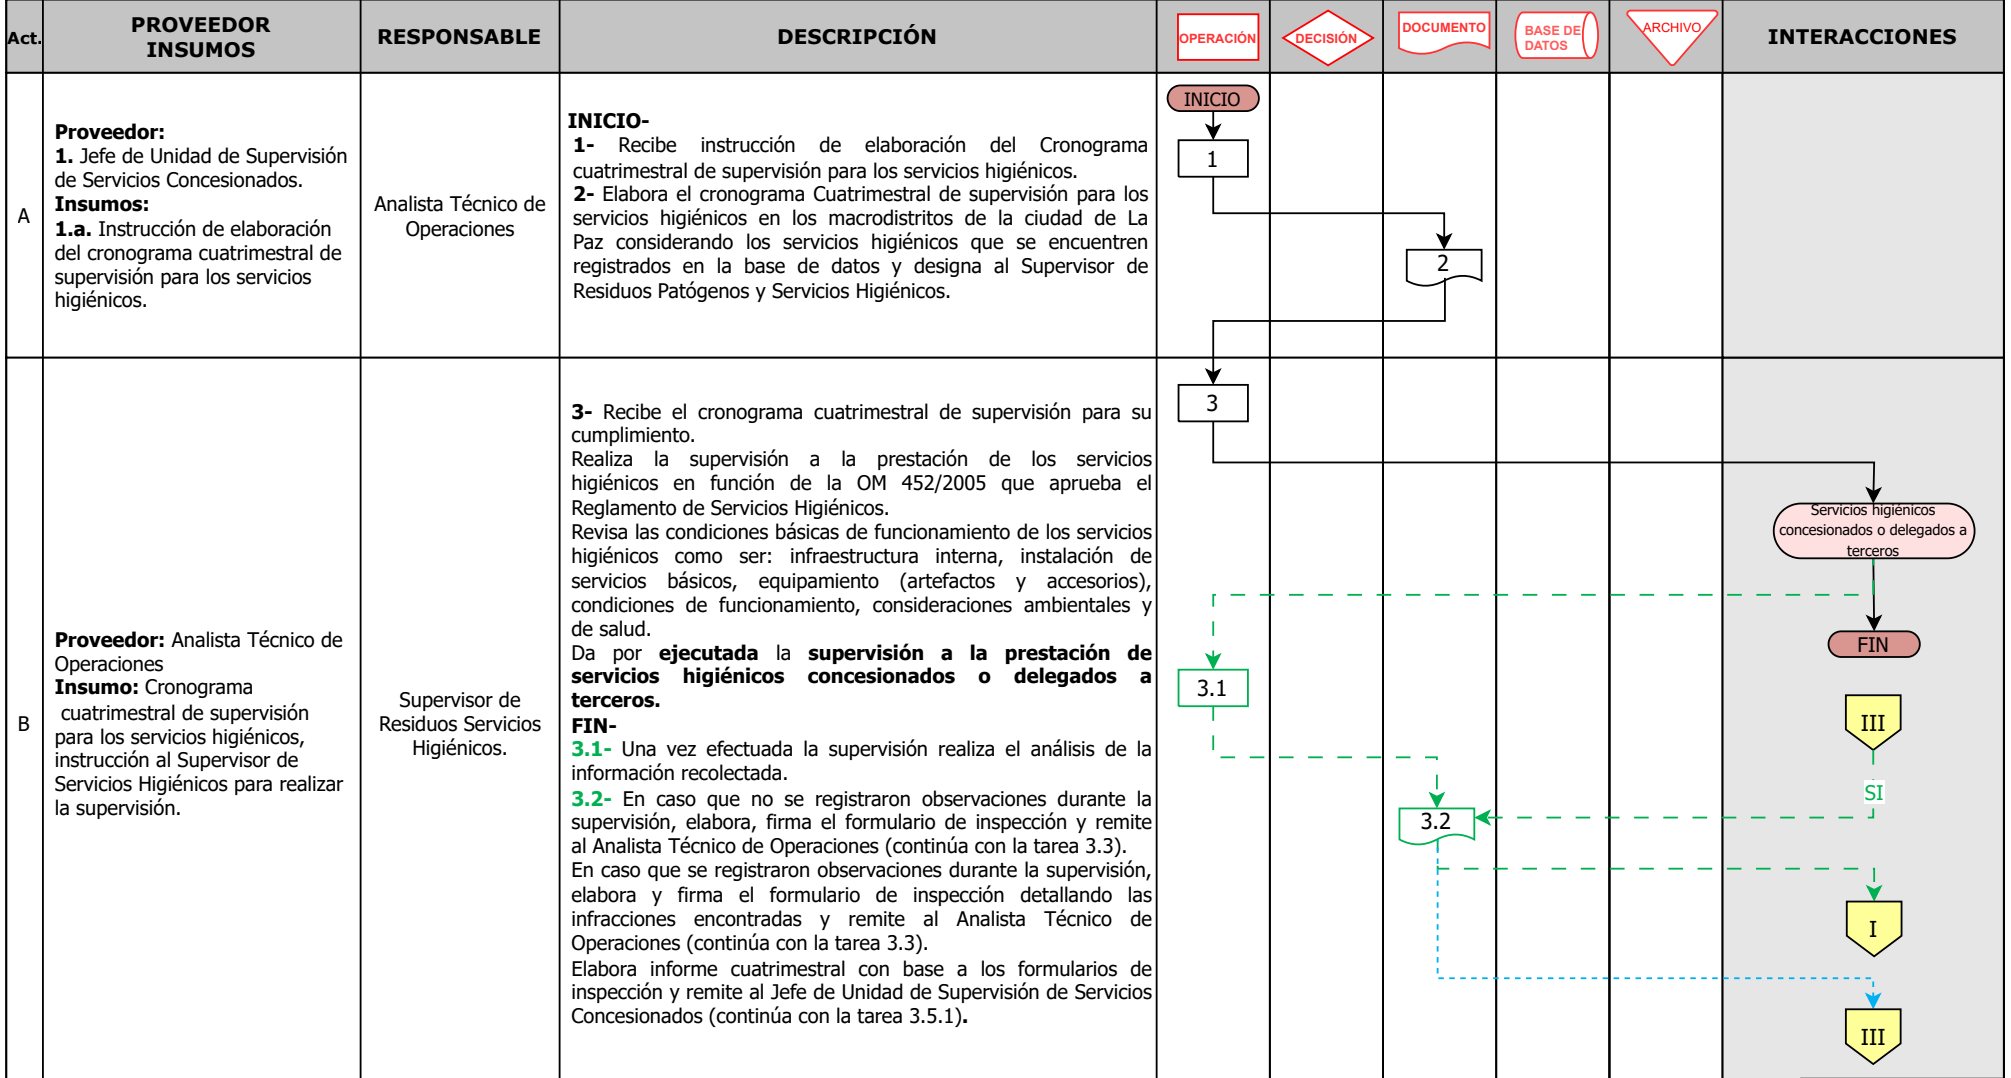 Act.
PROVEEDOR
INSUMOS
RESPONSABLE
DESCRIPCIÓN
OPERACIÓN
DECISIÓN
DOCUMENTO
BASE DE
DATOS
ARCHIVO
INTERACCIONES
A
Proveedor:
1. Jefe de Unidad de Supervisión
de Servicios Concesionados.
Insumos:
1.a. Instrucción de elaboración
del cronograma cuatrimestral de
supervisión para los servicios
higiénicos.
Analista Técnico de
Operaciones
INICIO-
1- Recibe instrucción de elaboración del Cronograma
cuatrimestral de supervisión para los servicios higiénicos.
2- Elabora el cronograma Cuatrimestral de supervisión para los
servicios higiénicos en los macrodistritos de la ciudad de La
Paz considerando los servicios higiénicos que se encuentren
registrados en la base de datos y designa al Supervisor de
Residuos Patógenos y Servicios Higiénicos.
INICIO
1
2
B
Proveedor: Analista Técnico de
Operaciones
Insumo: Cronograma
cuatrimestral de supervisión
para los servicios higiénicos,
instrucción al Supervisor de
Servicios Higiénicos para realizar
la supervisión.
Supervisor de
Residuos Servicios
Higiénicos.
3- Recibe el cronograma cuatrimestral de supervisión para su
cumplimiento.
Realiza la supervisión a la prestación de los servicios
higiénicos en función de la OM 452/2005 que aprueba el
Reglamento de Servicios Higiénicos.
Revisa las condiciones básicas de funcionamiento de los servicios
higiénicos como ser: infraestructura interna, instalación de
servicios básicos, equipamiento (artefactos y accesorios),
condiciones de funcionamiento, consideraciones ambientales y
de salud.
Da por ejecutada la supervisión a la prestación de
servicios higiénicos concesionados o delegados a
terceros.
FIN-
3.1- Una vez efectuada la supervisión realiza el análisis de la
información recolectada.
3.2- En caso que no se registraron observaciones durante la
supervisión, elabora, firma el formulario de inspección y remite
al Analista Técnico de Operaciones (continúa con la tarea 3.3).
En caso que se registraron observaciones durante la supervisión,
elabora y firma el formulario de inspección detallando las
infracciones encontradas y remite al Analista Técnico de
Operaciones (continúa con la tarea 3.3).
Elabora informe cuatrimestral con base a los formularios de
inspección y remite al Jefe de Unidad de Supervisión de Servicios
Concesionados (continúa con la tarea 3.5.1).
3
Servicios higiénicos
concesionados o delegados a
terceros
FIN
3.1
III
SI
3.2
I
III